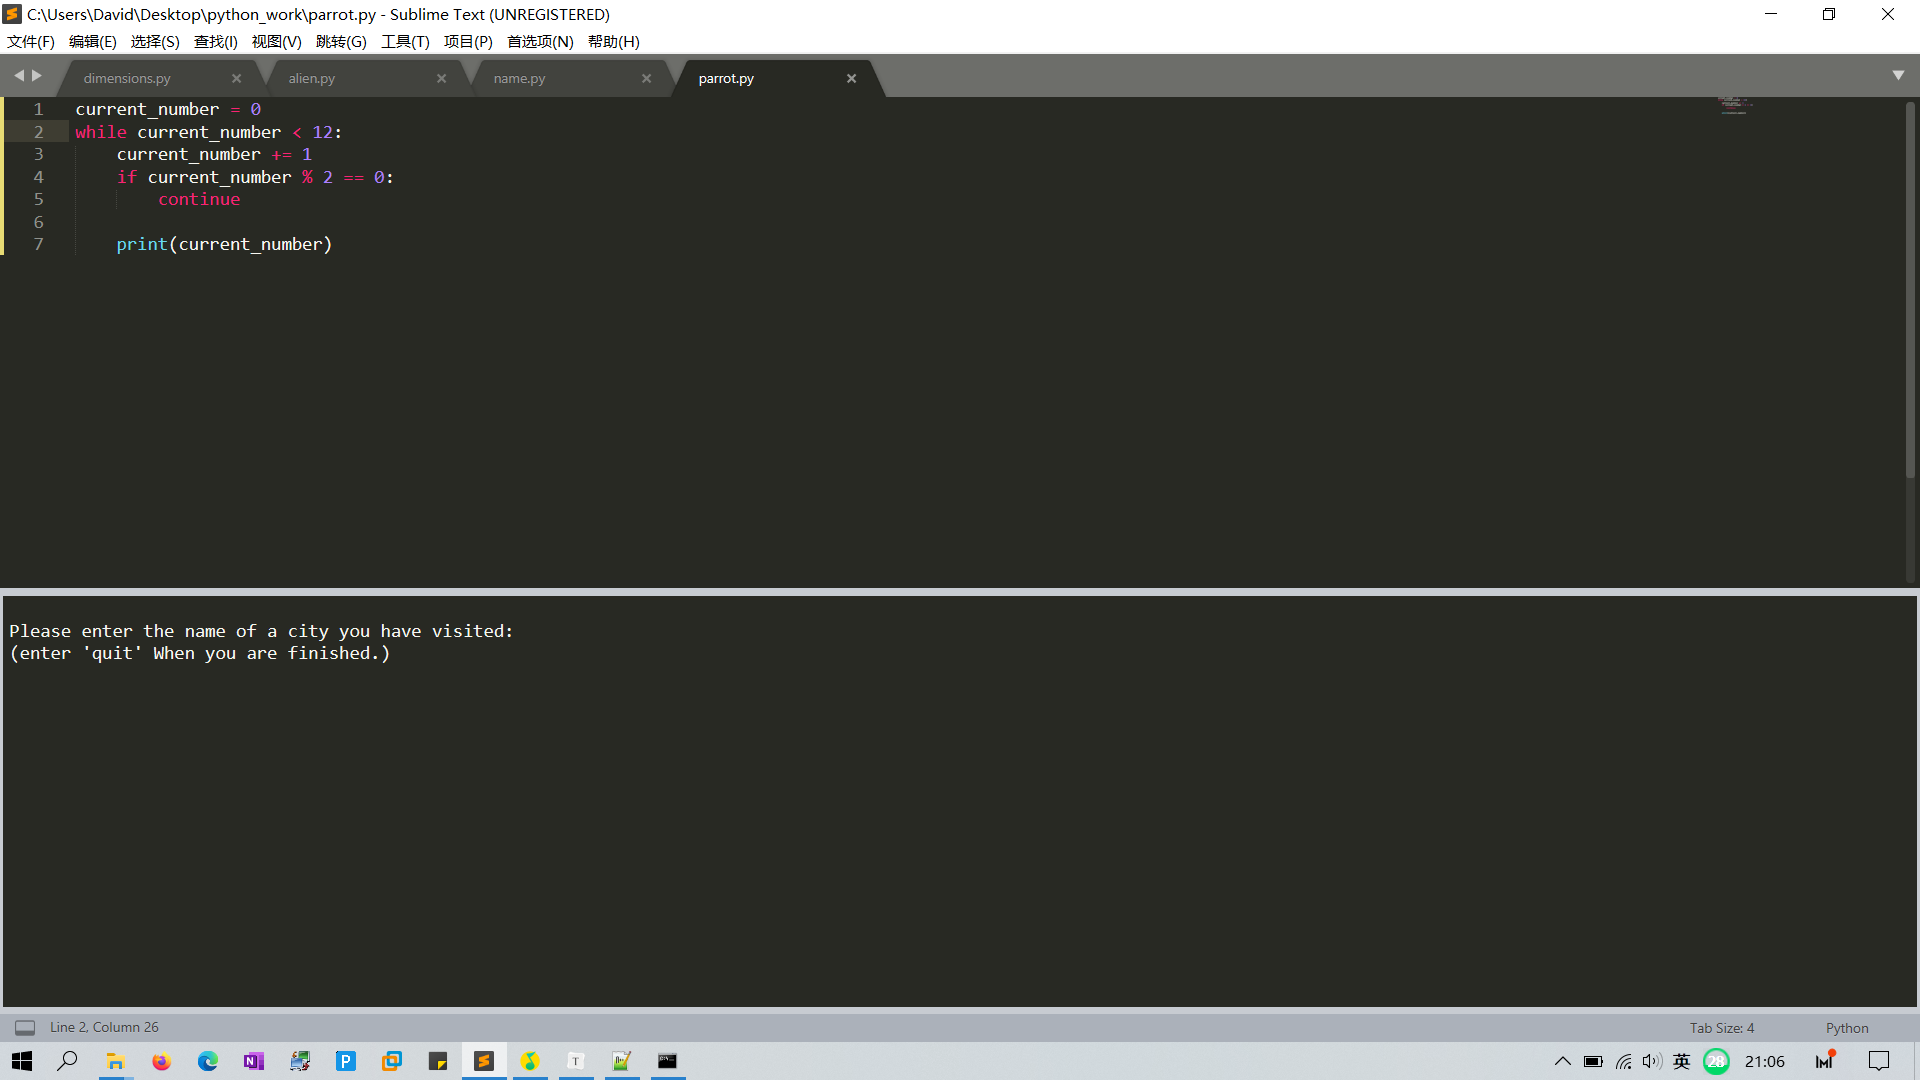 C:\Users\David\Desktop\python_work\parrot.py - Sublime Text (UNREGISTERED)
文件(F) 编辑(E) 选择(S) 查找(I) 视图(V) 跳转(G) 工具(T) 项目(P) 首选项(N) 帮助(H)
dimensions.py alien.py name.py parrot.py
1 current_number = 0
2 while current_number < 12:
3     current_number += 1
4     if current_number % 2 == 0:
5         continue
6
7     print(current_number)
Please enter the name of a city you have visited:
(enter 'quit' When you are finished.)
Line 2, Column 26 Tab Size: 4 Python
英 28 21:06